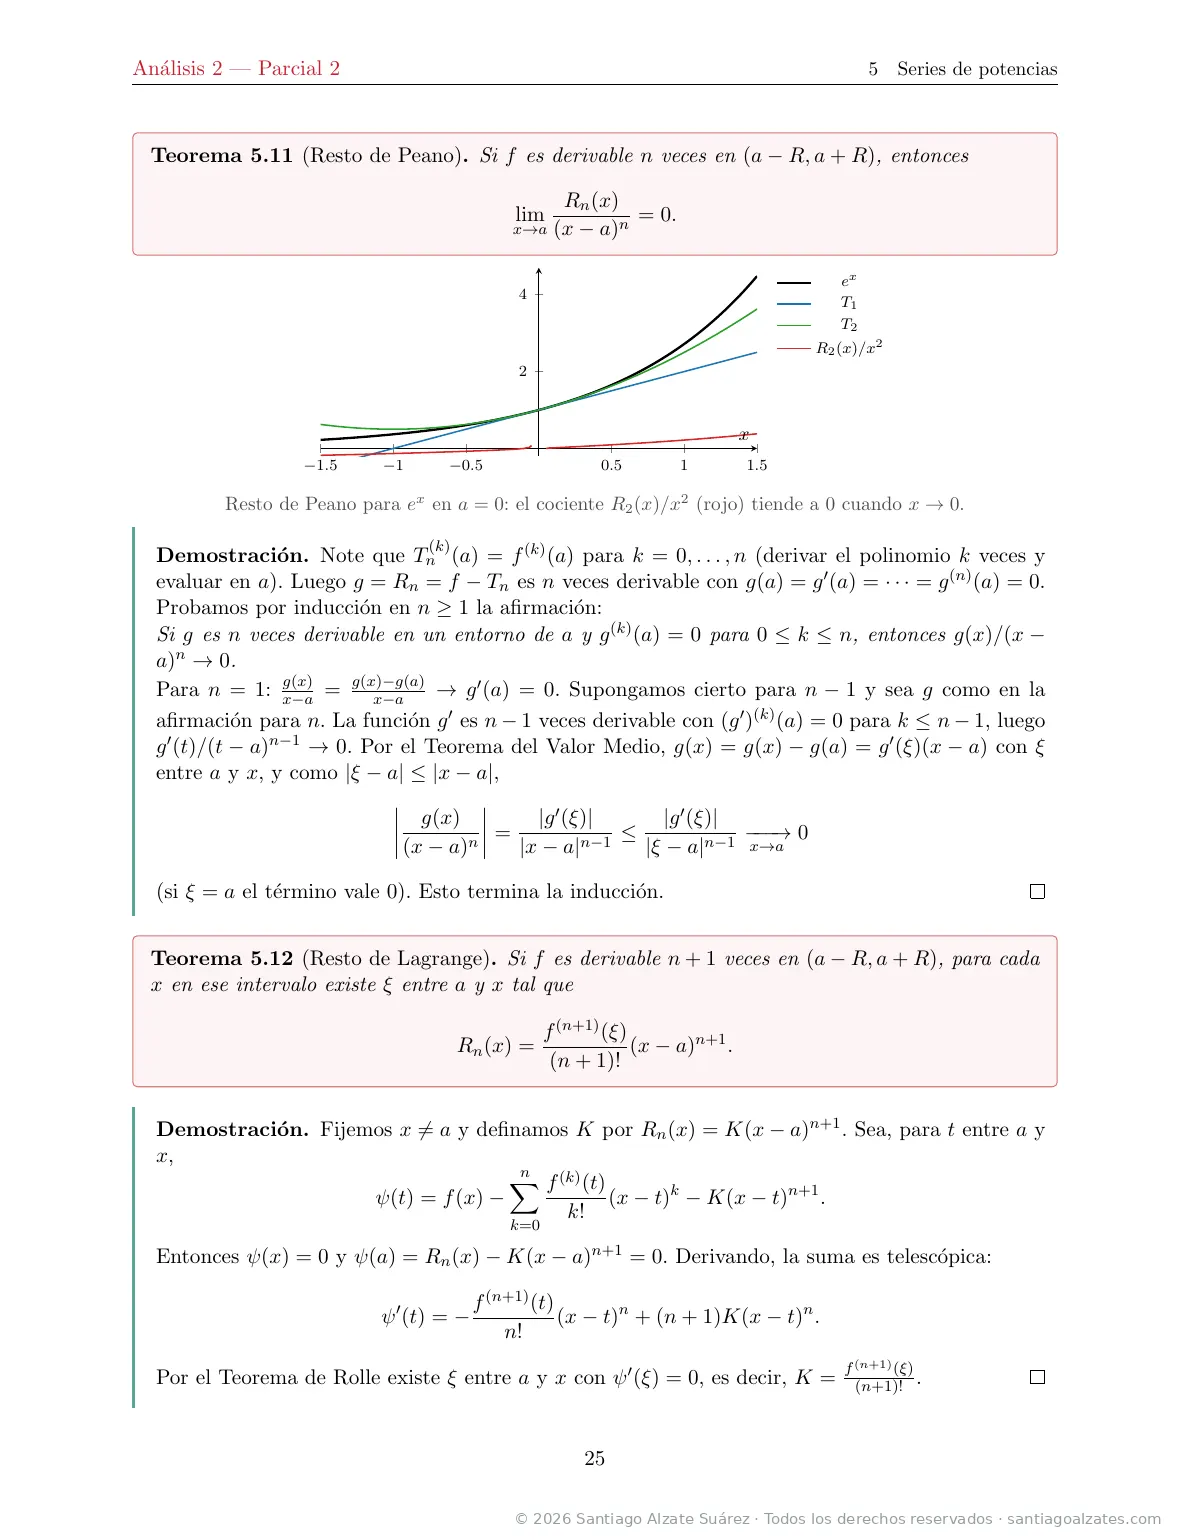 Análisis 2 — Parcial 2
5 Series de potencias
Teorema 5.11 (Resto de Peano). Si f es derivable n veces en (a − R, a + R), entonces
lim_{x→a} R_n(x)/(x − a)^n = 0.
4
2
−1.5 −1 −0.5 0.5 1 1.5
x
e^x
T_1
T_2
R_2(x)/x^2
Resto de Peano para e^x en a = 0: el cociente R_2(x)/x^2 (rojo) tiende a 0 cuando x → 0.
Demostración. Note que T_n^{(k)}(a) = f^{(k)}(a) para k = 0, . . . , n (derivar el polinomio k veces y
evaluar en a). Luego g = R_n = f − T_n es n veces derivable con g(a) = g′(a) = · · · = g^{(n)}(a) = 0.
Probamos por inducción en n ≥ 1 la afirmación:
Si g es n veces derivable en un entorno de a y g^{(k)}(a) = 0 para 0 ≤ k ≤ n, entonces g(x)/(x −
a)^n → 0.
Para n = 1: g(x)/(x−a) = (g(x)−g(a))/(x−a) → g′(a) = 0. Supongamos cierto para n − 1 y sea g como en la
afirmación para n. La función g′ es n − 1 veces derivable con (g′)^{(k)}(a) = 0 para k ≤ n − 1, luego
g′(t)/(t − a)^{n−1} → 0. Por el Teorema del Valor Medio, g(x) = g(x) − g(a) = g′(ξ)(x − a) con ξ
entre a y x, y como |ξ − a| ≤ |x − a|,
|g(x)/(x − a)^n| = |g′(ξ)|/|x − a|^{n−1} ≤ |g′(ξ)|/|ξ − a|^{n−1} →_{x→a} 0
(si ξ = a el término vale 0). Esto termina la inducción. □
Teorema 5.12 (Resto de Lagrange). Si f es derivable n + 1 veces en (a − R, a + R), para cada
x en ese intervalo existe ξ entre a y x tal que
R_n(x) = f^{(n+1)}(ξ)/(n + 1)! (x − a)^{n+1}.
Demostración. Fijemos x ≠ a y definamos K por R_n(x) = K(x − a)^{n+1}. Sea, para t entre a y
x,
ψ(t) = f(x) − ∑_{k=0}^{n} f^{(k)}(t)/k! (x − t)^k − K(x − t)^{n+1}.
Entonces ψ(x) = 0 y ψ(a) = R_n(x) − K(x − a)^{n+1} = 0. Derivando, la suma es telescópica:
ψ′(t) = −f^{(n+1)}(t)/n! (x − t)^n + (n + 1)K(x − t)^n.
Por el Teorema de Rolle existe ξ entre a y x con ψ′(ξ) = 0, es decir, K = f^{(n+1)}(ξ)/(n+1)!. □
25
© 2026 Santiago Alzate Suárez · Todos los derechos reservados · santiagoalzates.com